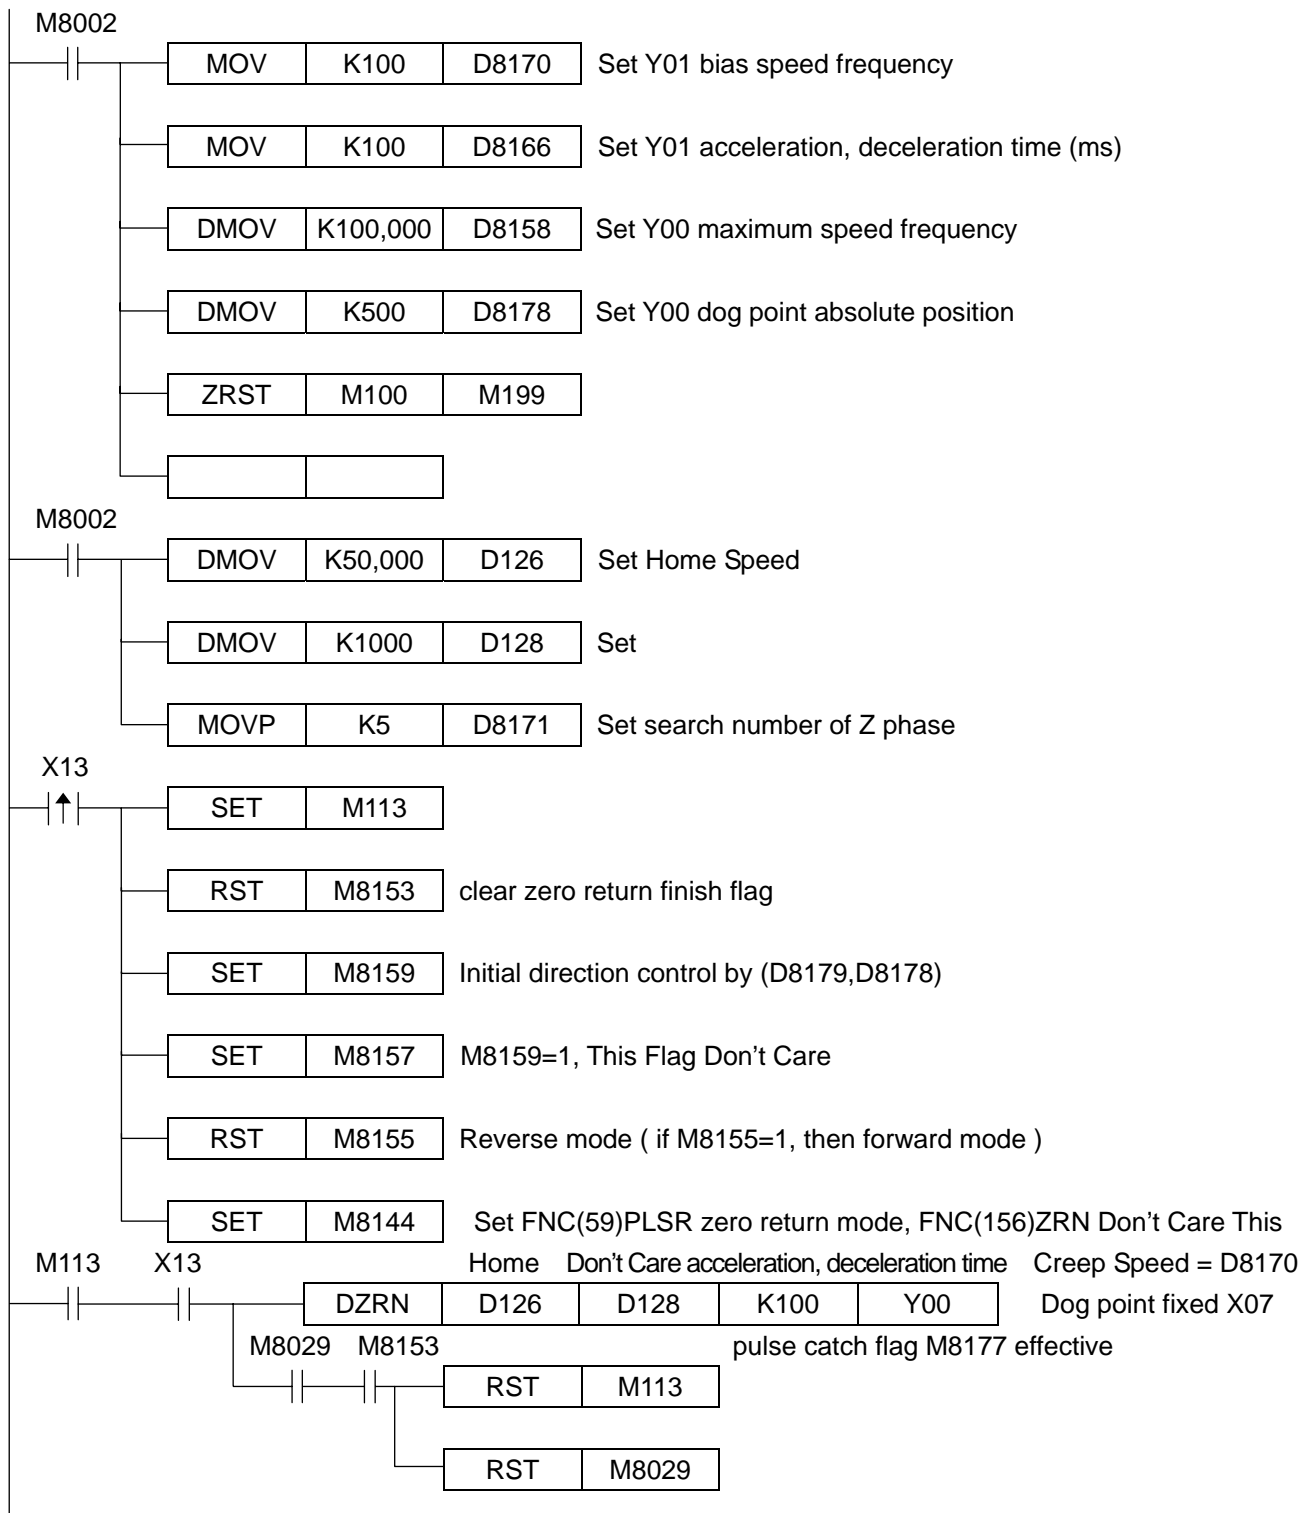 M8002
MOV K100 D8170 Set Y01 bias speed frequency
MOV K100 D8166 Set Y01 acceleration, deceleration time (ms)
DMOV K100,000 D8158 Set Y00 maximum speed frequency
DMOV K500 D8178 Set Y00 dog point absolute position
ZRST M100 M199
M8002
DMOV K50,000 D126 Set Home Speed
DMOV K1000 D128 Set
MOVP K5 D8171 Set search number of Z phase
X13
SET M113
RST M8153 clear zero return finish flag
SET M8159 Initial direction control by (D8179,D8178)
SET M8157 M8159=1, This Flag Don’t Care
RST M8155 Reverse mode ( if M8155=1, then forward mode )
SET M8144 Set FNC(59)PLSR zero return mode, FNC(156)ZRN Don’t Care This
M113 X13 Home Don’t Care acceleration, deceleration time Creep Speed = D8170
DZRN D126 D128 K100 Y00 Dog point fixed X07
M8029 M8153 pulse catch flag M8177 effective
RST M113
RST M8029